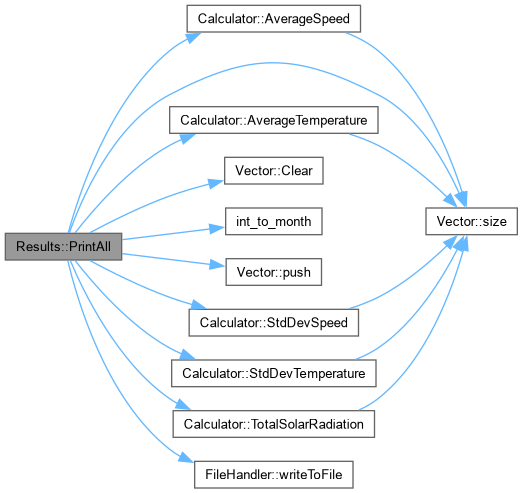 Calculator::AverageSpeed
Calculator::AverageTemperature
Vector::Clear
int_to_month
Results::PrintAll
Vector::size
Vector::push
Calculator::StdDevSpeed
Calculator::StdDevTemperature
Calculator::TotalSolarRadiation
FileHandler::writeToFile